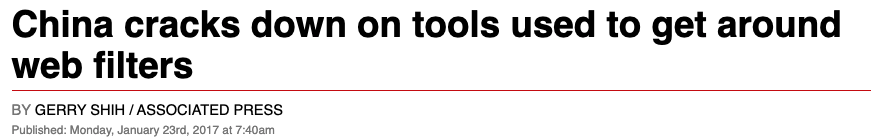 China cracks down on tools used to get around
web filters
BY GERRY SHIH / ASSOCIATED PRESS
Published: Monday, January 23rd, 2017 at 7:40am